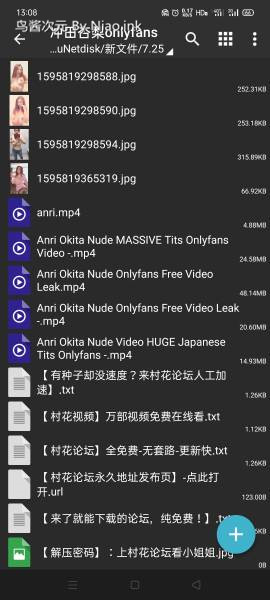 13:08
鸟酱次元-By-Niao.ink
冲田杏梨onlyfans
...uNetdisk/新文件/7.25
1595819298588.jpg
252.31KB
1595819298590.jpg
253.18KB
1595819298594.jpg
315.89KB
1595819365319.jpg
66.92KB
anri.mp4
4.88MB
Anri Okita Nude MASSIVE Tits Onlyfans
Video -.mp4
24.58MB
Anri Okita Nude Onlyfans Free Video
Leak.mp4
48.14MB
Anri Okita Nude Onlyfans Free Video Leak
-.mp4
20.60MB
Anri Okita Nude Video HUGE Japanese
Tits Onlyfans -.mp4
14.93MB
【 有种子却没速度？来村花论坛人工加
速】.txt
1.26KB
【 村花视频】万部视频免费在线看.txt
1.12KB
【 村花论坛】全免费-无套路-更新快.txt
1.26KB
【 村花论坛永久地址发布页】-点此打
开.url
123.00B
【 来了就能下载的论坛，纯免费！】.txt
【 解压密码】：上村花论坛看小姐姐.jpg
0B